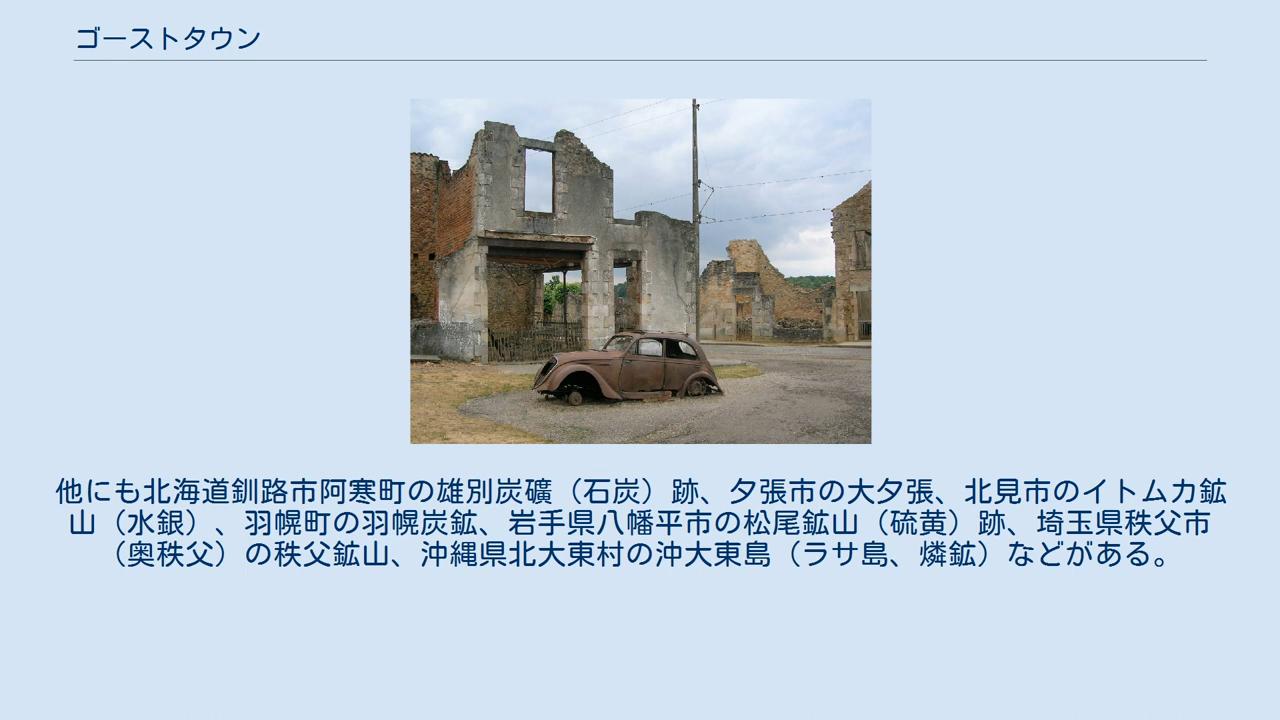 ゴーストタウン
他にも北海道釧路市阿寒町の雄別炭礦（石炭）跡、夕張市の大夕張、北見市のイトムカ鉱
山（水銀）、羽幌町の羽幌炭鉱、岩手県八幡平市の松尾鉱山（硫黄）跡、埼玉県秩父市
（奥秩父）の秩父鉱山、沖縄県北大東村の沖大東島（ラサ島、燐鉱）などがある。